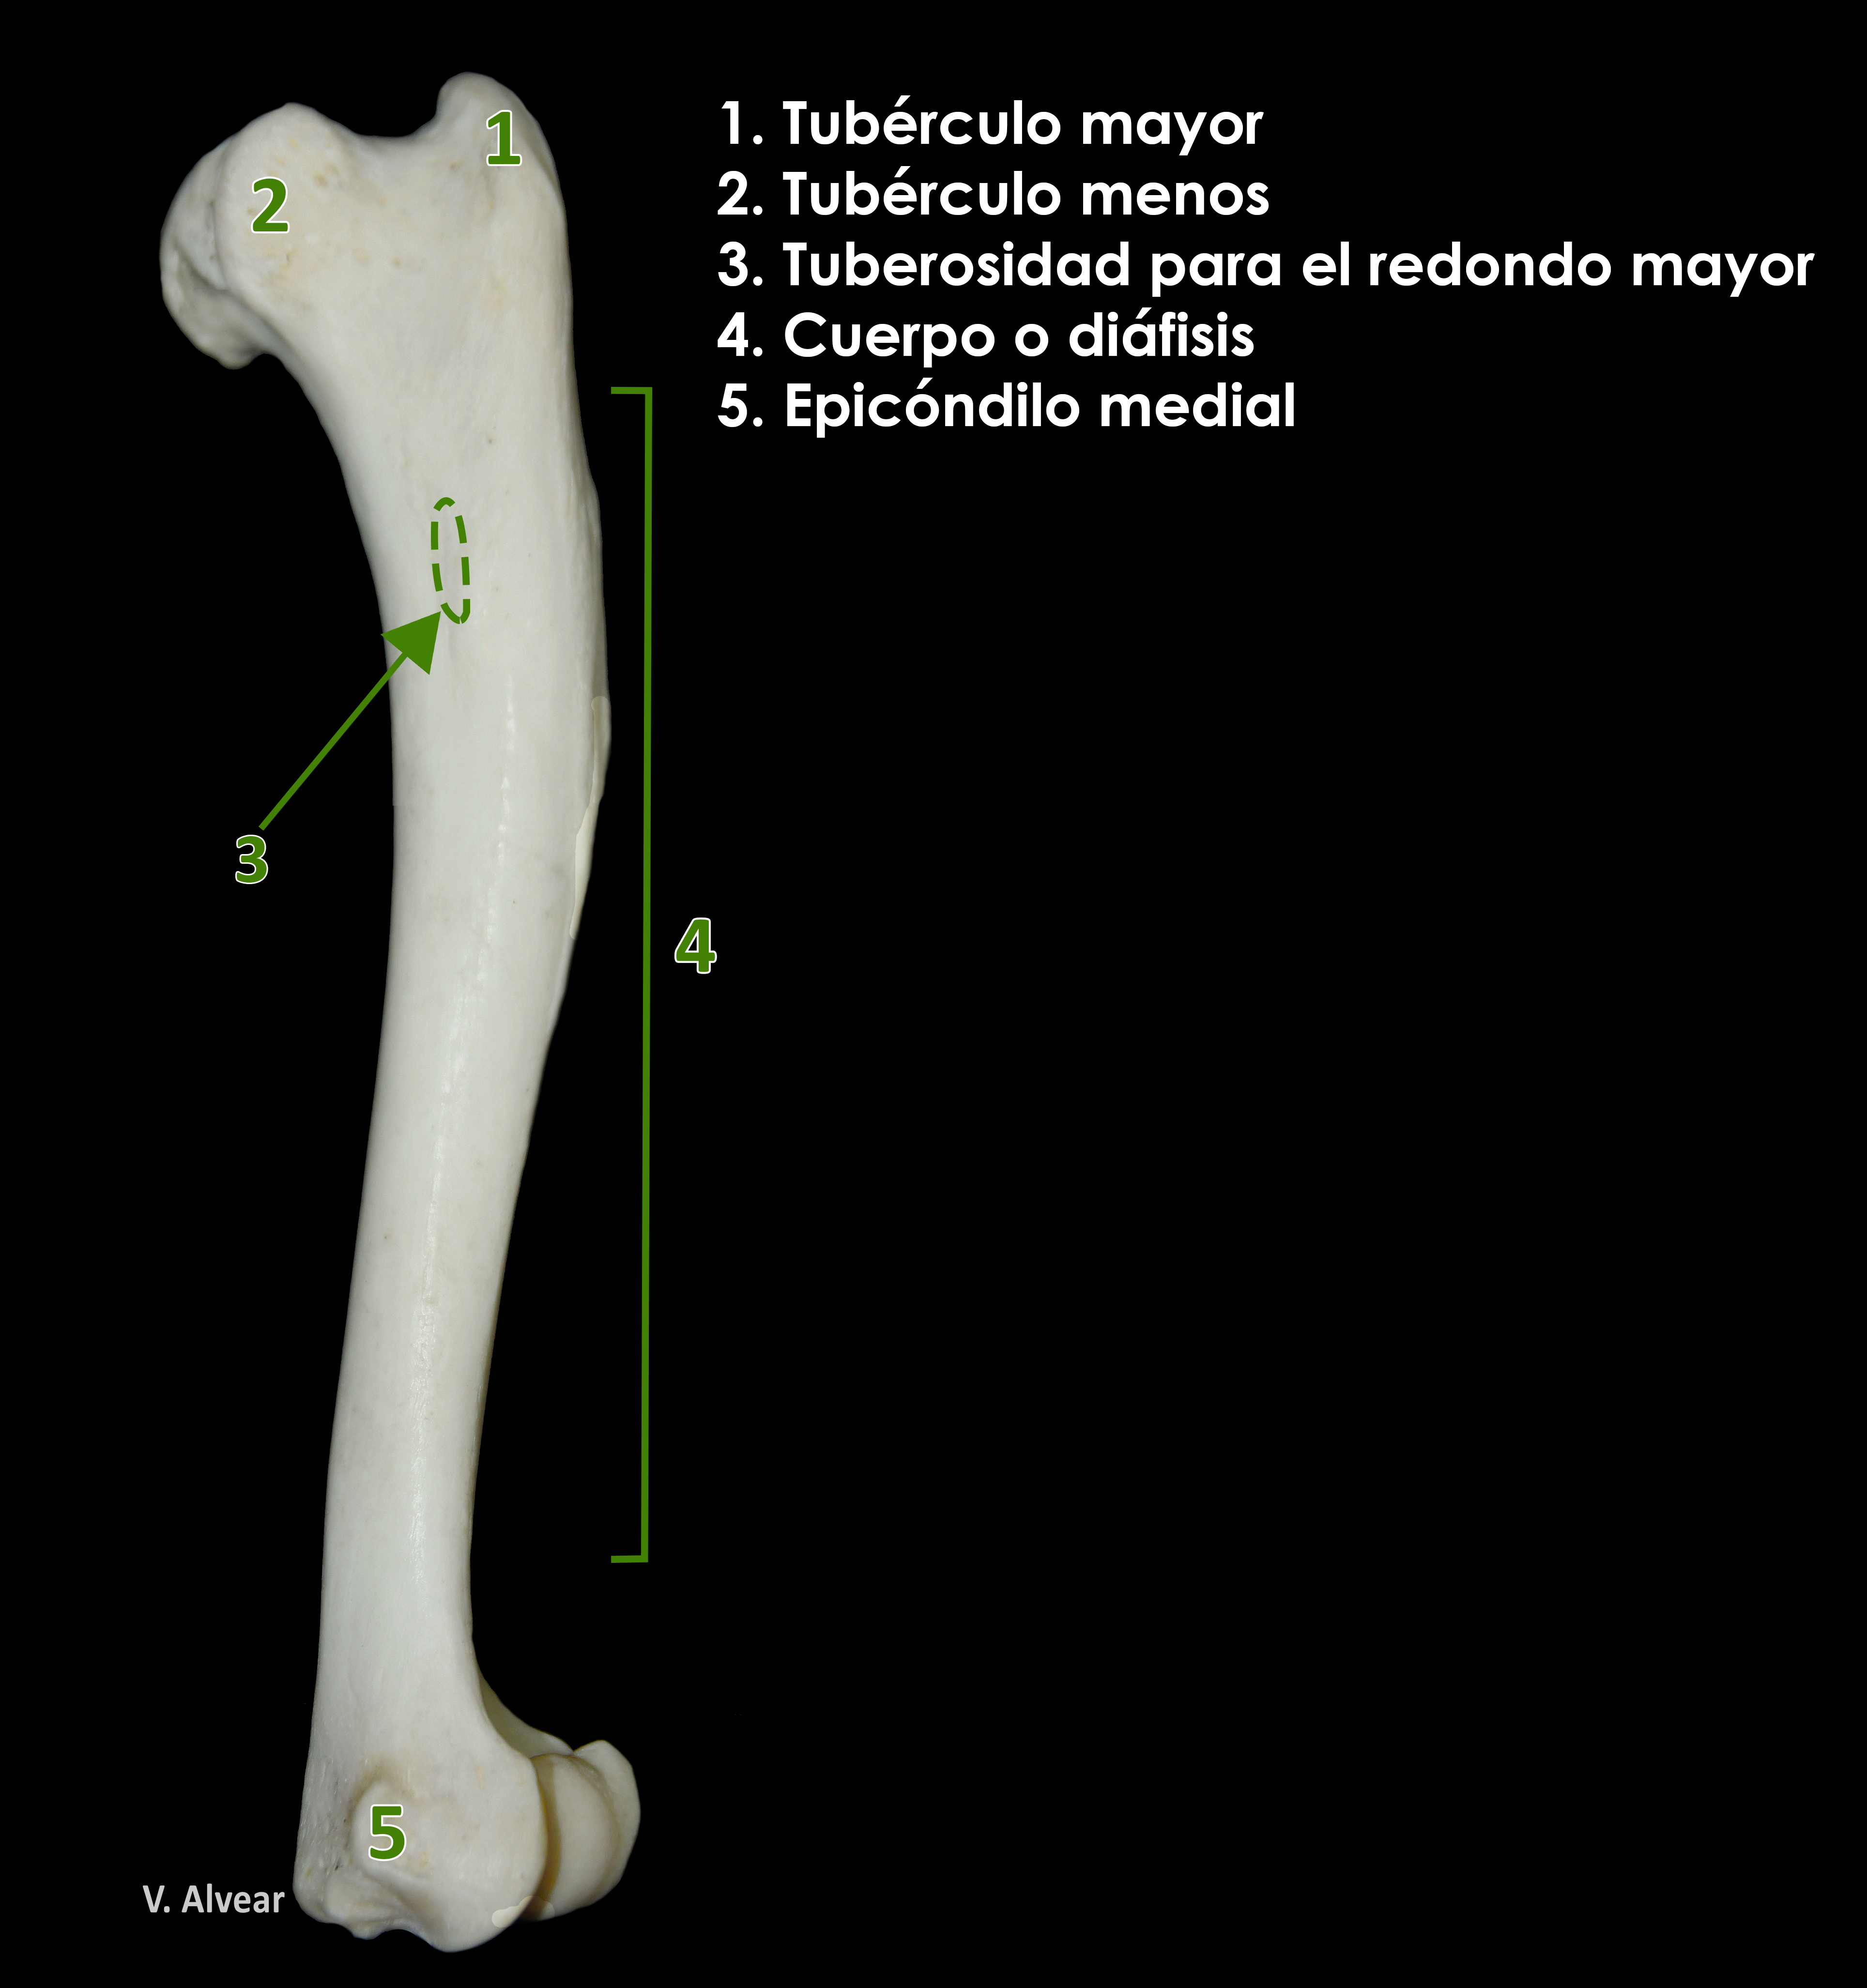 1. Tubérculo mayor
2. Tubérculo menos
3. Tuberosidad para el redondo mayor
4. Cuerpo o diáfisis
5. Epicóndilo medial
1
2
3
4
5
V. Alvear